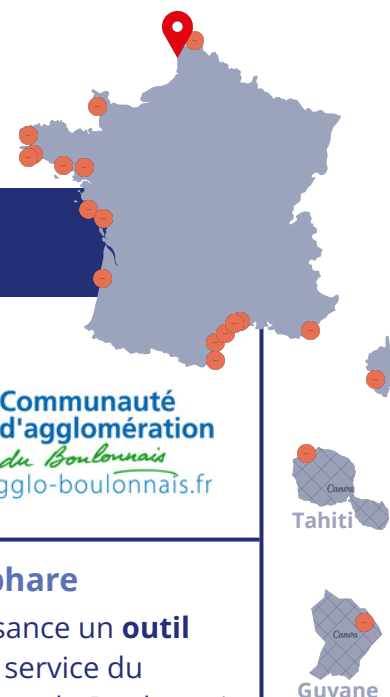 Communauté
d'agglomération
du Boulonnais
gglo-boulonnais.fr
Canva
Tahiti
phare
sance un outil
service du
Canva
Guyane